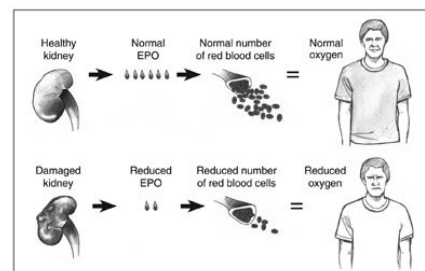 Healthy kidney
Normal EPO
Normal number of red blood cells
=
Normal oxygen
Damaged kidney
Reduced EPO
Reduced number of red blood cells
=
Reduced oxygen